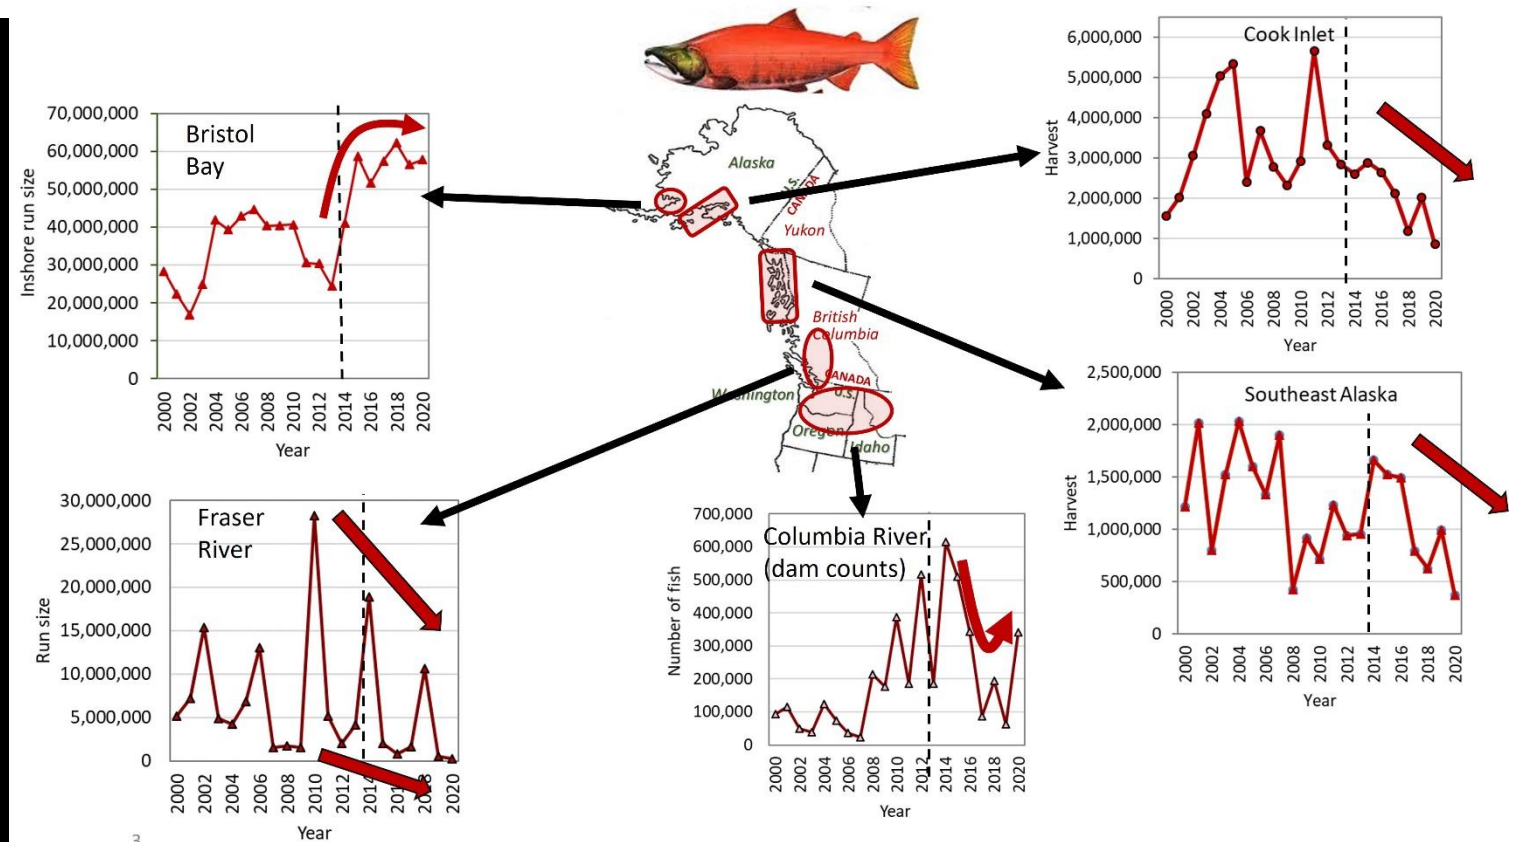 Bristol
Bay
Inshore run size
70,000,000
60,000,000
50,000,000
40,000,000
30,000,000
20,000,000
10,000,000
0
2000 2002 2004 2006 2008 2010 2012 2014 2016 2018 2020
Year
Alaska
U.S.
CANADA
Yukon
British
Columbia
CANADA
U.S.
Washington
Oregon
Idaho
Cook Inlet
Harvest
6,000,000
5,000,000
4,000,000
3,000,000
2,000,000
1,000,000
0
2000 2002 2004 2006 2008 2010 2012 2014 2016 2018 2020
Year
Southeast Alaska
Harvest
2,500,000
2,000,000
1,500,000
1,000,000
500,000
0
2000 2002 2004 2006 2008 2010 2012 2014 2016 2018 2020
Year
Fraser
River
Run size
30,000,000
25,000,000
20,000,000
15,000,000
10,000,000
5,000,000
0
2000 2002 2004 2006 2008 2010 2012 2014 2020
Year
Columbia River
(dam counts)
Number of fish
700,000
600,000
500,000
400,000
300,000
200,000
100,000
0
2000 2002 2004 2006 2008 2010 2012 2014 2016 2018 2020
Year